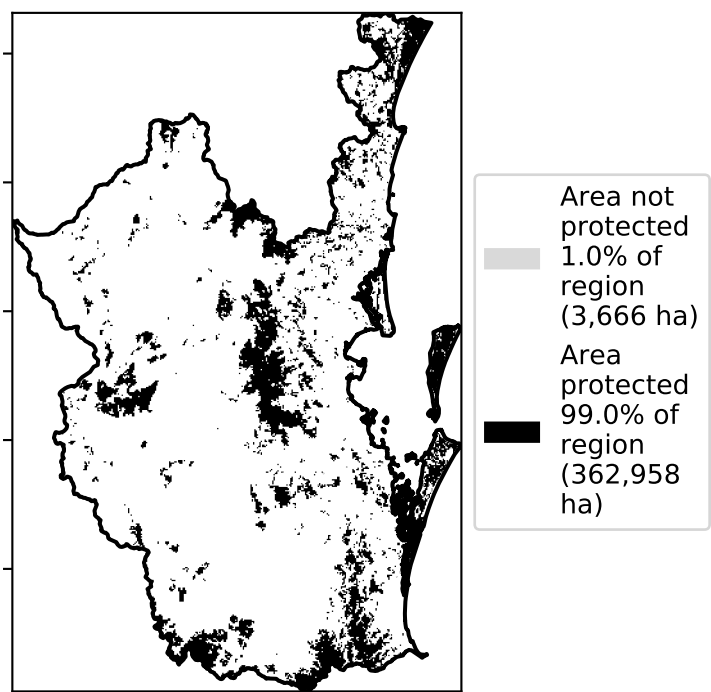 Area not
protected
1.0% of
region
(3,666 ha)
Area
protected
99.0% of
region
(362,958
ha)